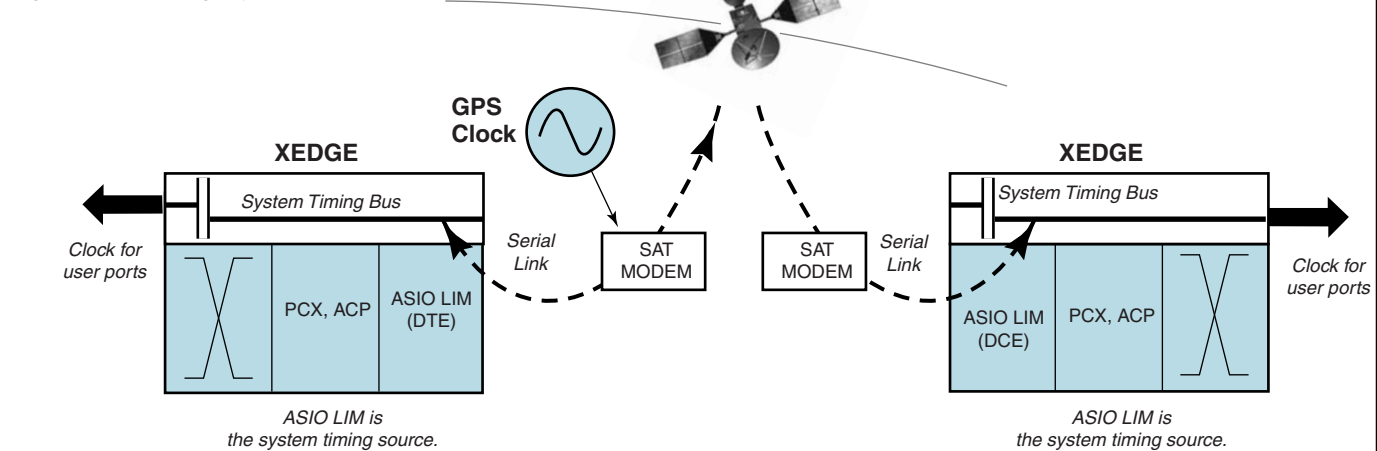 GPS
Clock
XEDGE
XEDGE
System Timing Bus
System Timing Bus
Clock for
user ports
Serial
Link
SAT
MODEM
SAT
MODEM
Serial
Link
Clock for
user ports
PCX, ACP
ASIO LIM
(DTE)
ASIO LIM
(DCE)
PCX, ACP
ASIO LIM is
the system timing source.
ASIO LIM is
the system timing source.